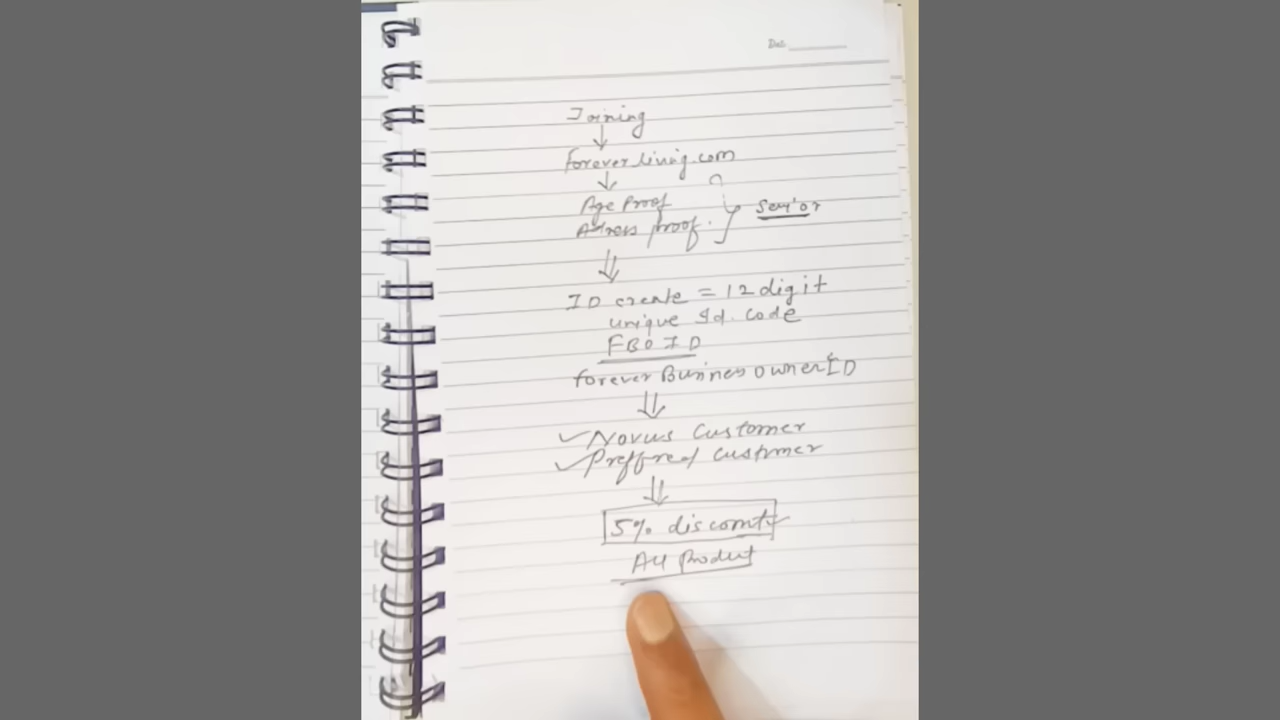 Date
Joining
forever living.com
Age Proof
Adress proof.
Senior
ID create = 12 digit
unique Id. code
FBO ID
forever Business owner ID
Novus Customer
Preffered customer
5% discount
All Product